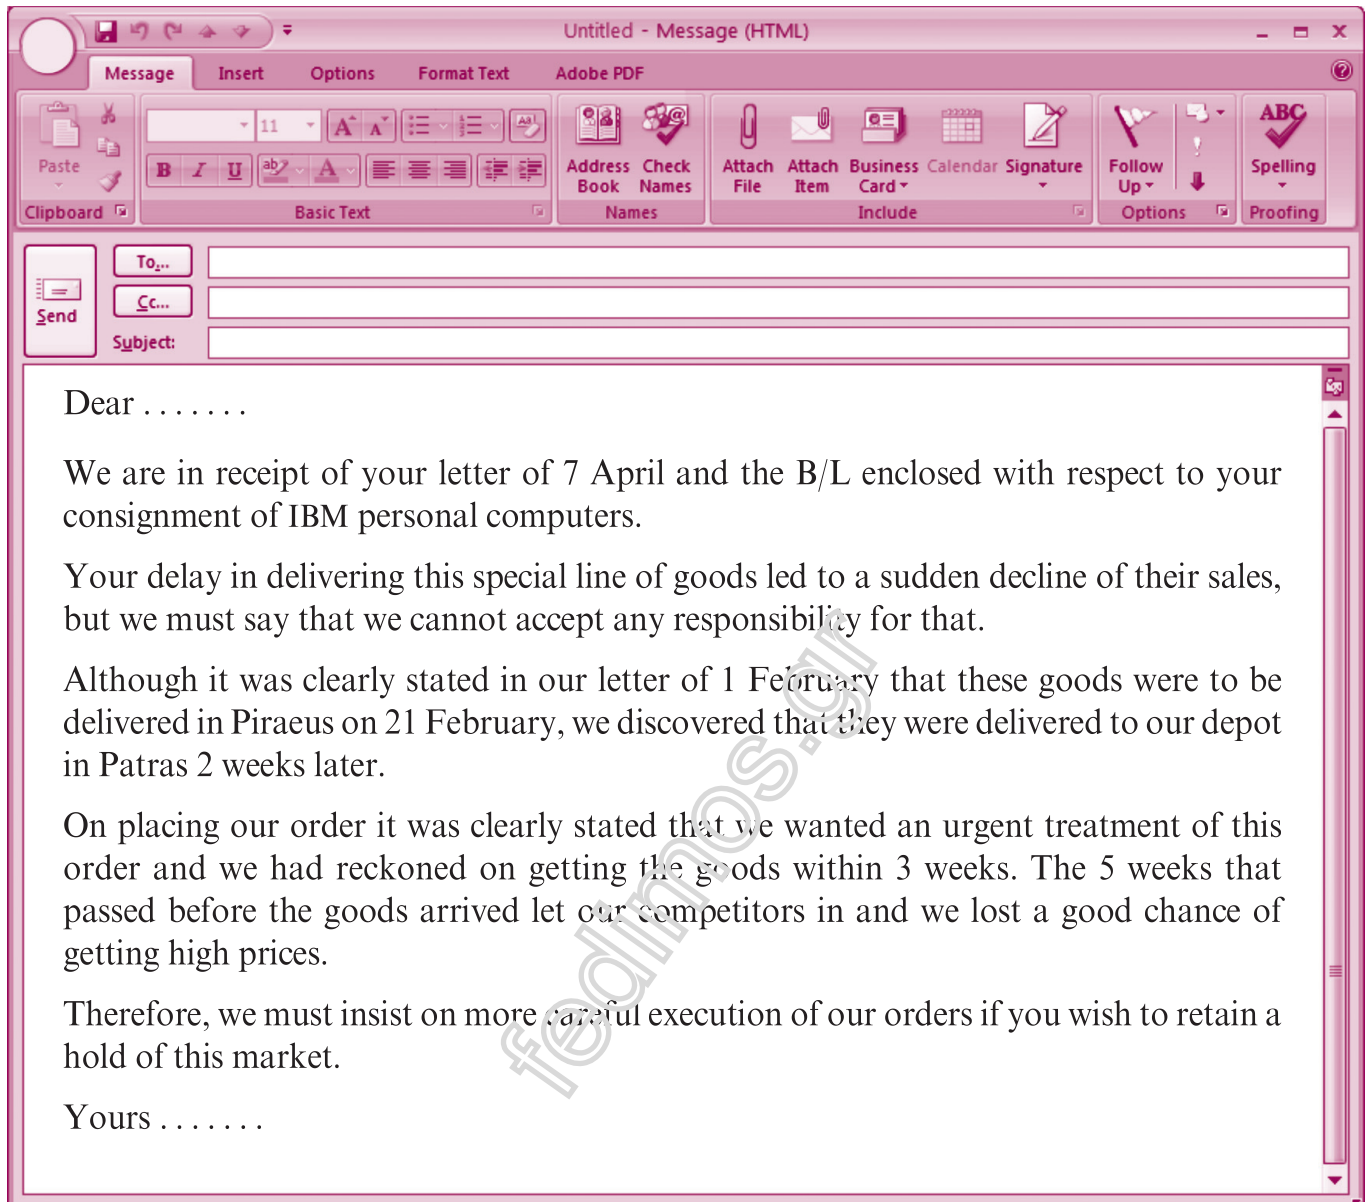 Untitled - Message (HTML)
Message Insert Options Format Text Adobe PDF
Paste
Clipboard
11
A A
B I U ab A
Basic Text
Address Book
Check Names
Names
Attach File
Attach Item
Business Card
Calendar
Signature
Include
Follow Up
Options
ABC
Spelling
Proofing
Send
To...
Cc...
Subject:
Dear . . . . . . .
We are in receipt of your letter of 7 April and the B/L enclosed with respect to your
consignment of IBM personal computers.
Your delay in delivering this special line of goods led to a sudden decline of their sales,
but we must say that we cannot accept any responsibility for that.
Although it was clearly stated in our letter of 1 February that these goods were to be
delivered in Piraeus on 21 February, we discovered that they were delivered to our depot
in Patras 2 weeks later.
On placing our order it was clearly stated that we wanted an urgent treatment of this
order and we had reckoned on getting the goods within 3 weeks. The 5 weeks that
passed before the goods arrived let our competitors in and we lost a good chance of
getting high prices.
Therefore, we must insist on more careful execution of our orders if you wish to retain a
hold of this market.
Yours . . . . . . .
fedimos.gr